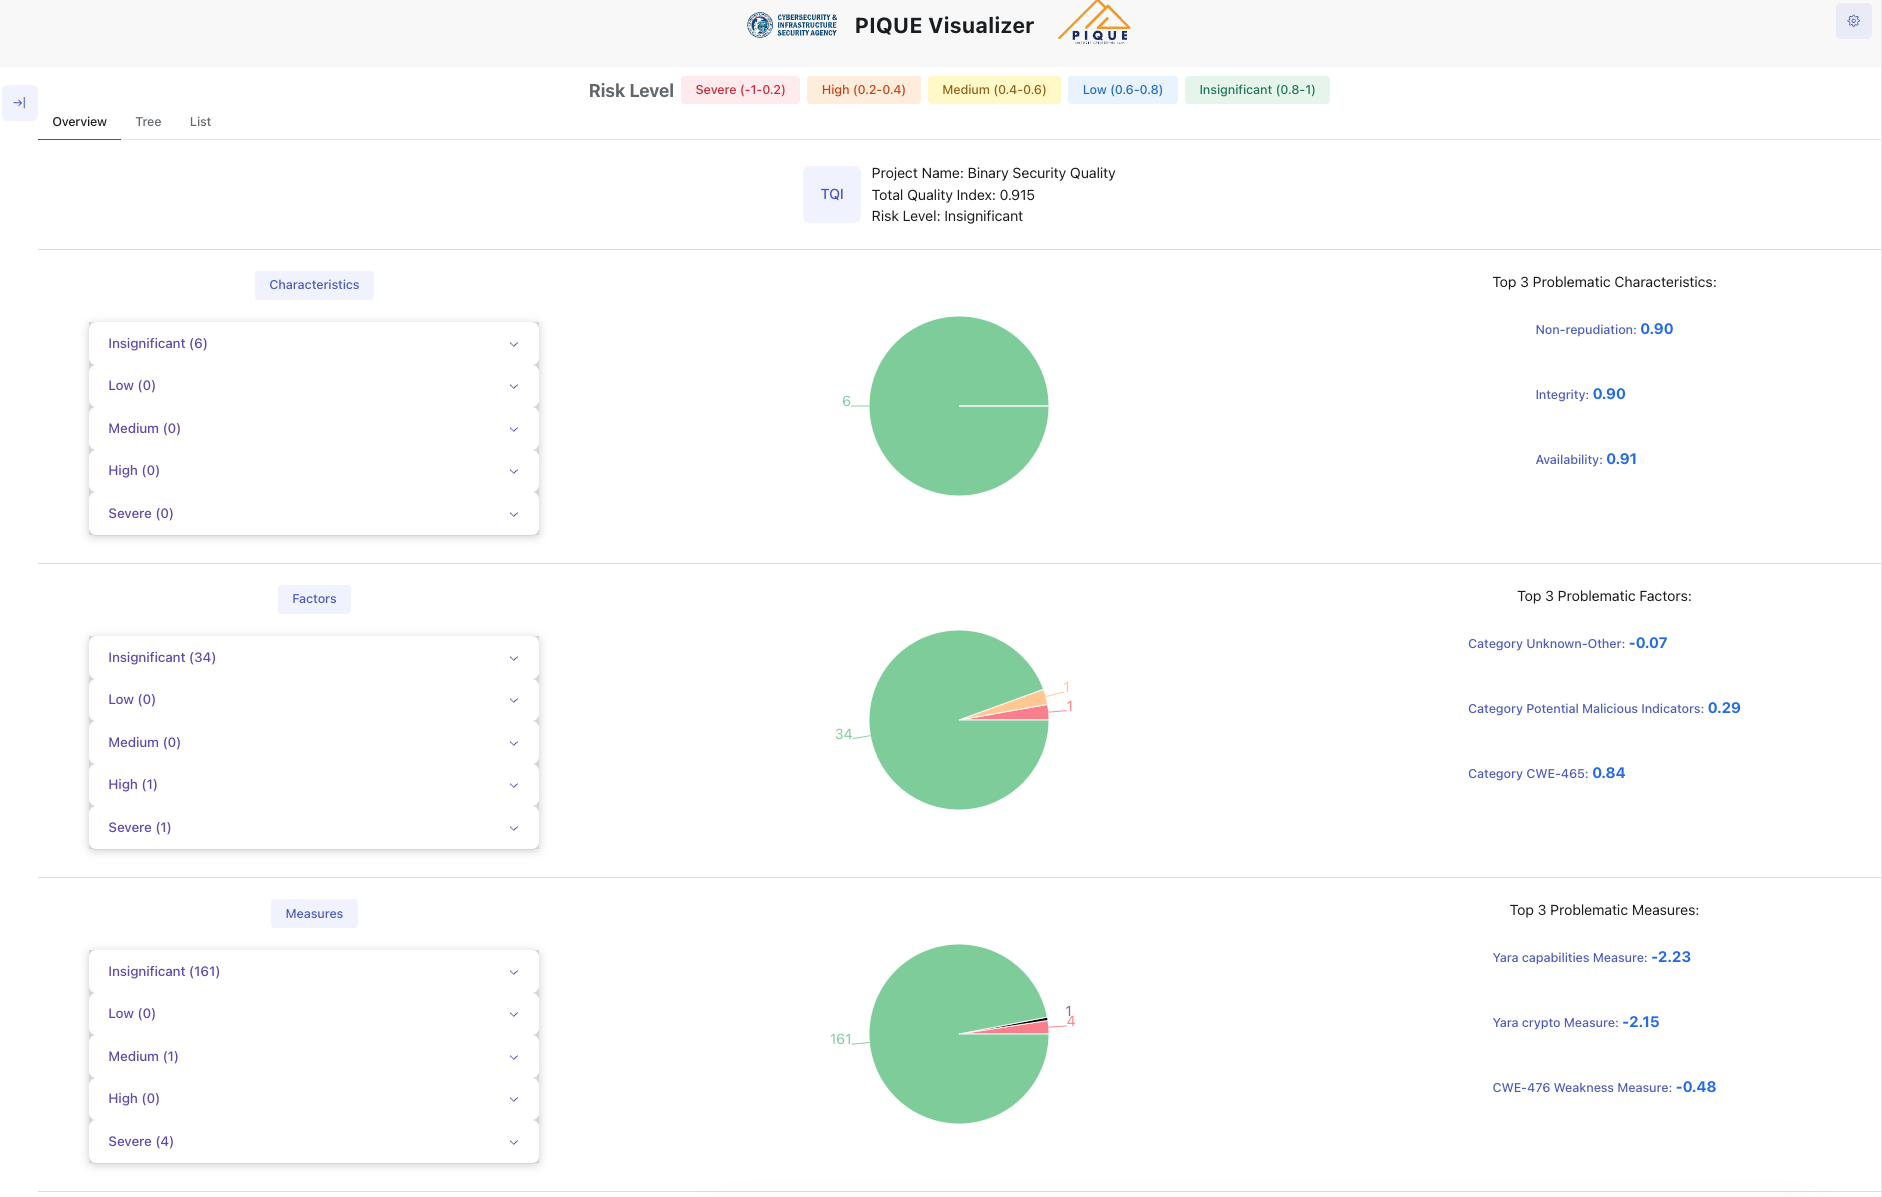 CYBERSECURITY &
INFRASTRUCTURE
SECURITY AGENCY
PIQUE Visualizer
PIQUE
Risk Level
Severe (-1-0.2)
High (0.2-0.4)
Medium (0.4-0.6)
Low (0.6-0.8)
Insignificant (0.8-1)
Overview
Tree
List
TQI
Project Name: Binary Security Quality
Total Quality Index: 0.915
Risk Level: Insignificant
Characteristics
Insignificant (6)
Low (0)
Medium (0)
High (0)
Severe (0)
6
Top 3 Problematic Characteristics:
Non-repudiation: 0.90
Integrity: 0.90
Availability: 0.91
Factors
Insignificant (34)
Low (0)
Medium (0)
High (1)
Severe (1)
1
1
34
Top 3 Problematic Factors:
Category Unknown-Other: -0.07
Category Potential Malicious Indicators: 0.29
Category CWE-465: 0.84
Measures
Insignificant (161)
Low (0)
Medium (1)
High (0)
Severe (4)
1
4
161
Top 3 Problematic Measures:
Yara capabilities Measure: -2.23
Yara crypto Measure: -2.15
CWE-476 Weakness Measure: -0.48